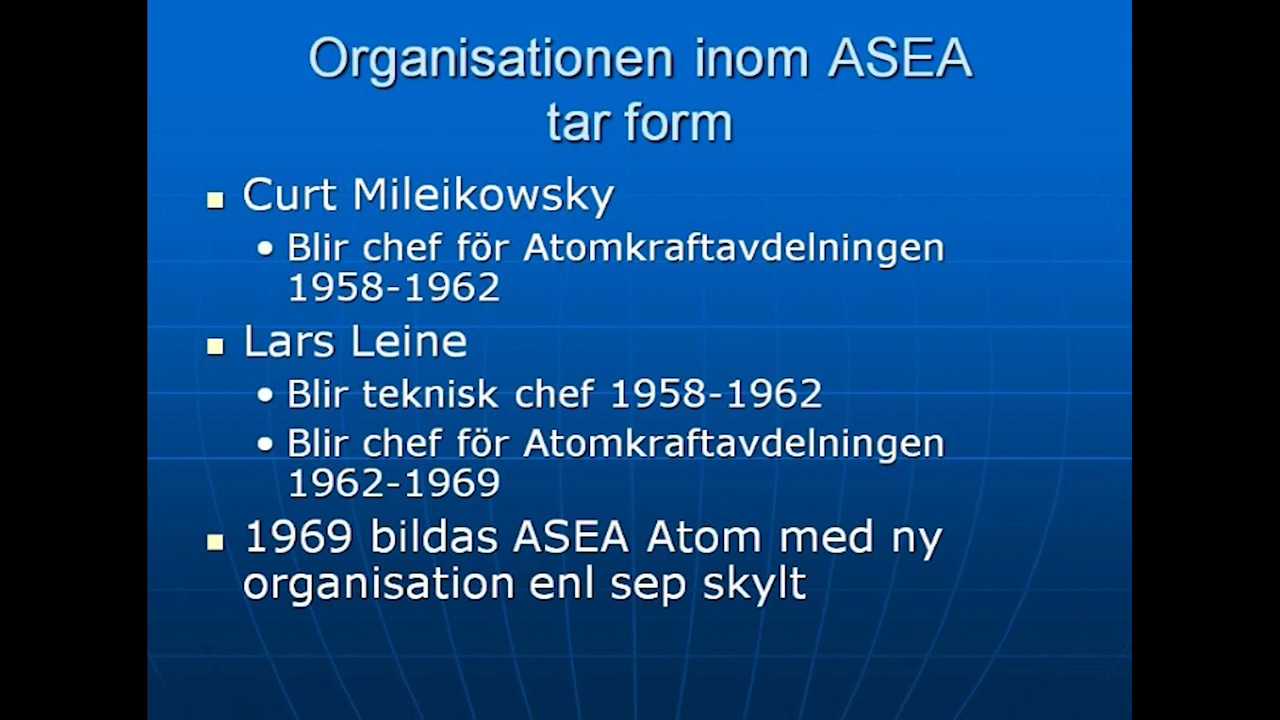 Organisationen inom ASEA
tar form
Curt Mileikowsky
Blir chef för Atomkraftavdelningen
1958-1962
Lars Leine
Blir teknisk chef 1958-1962
Blir chef för Atomkraftavdelningen
1962-1969
1969 bildas ASEA Atom med ny
organisation enl sep skylt